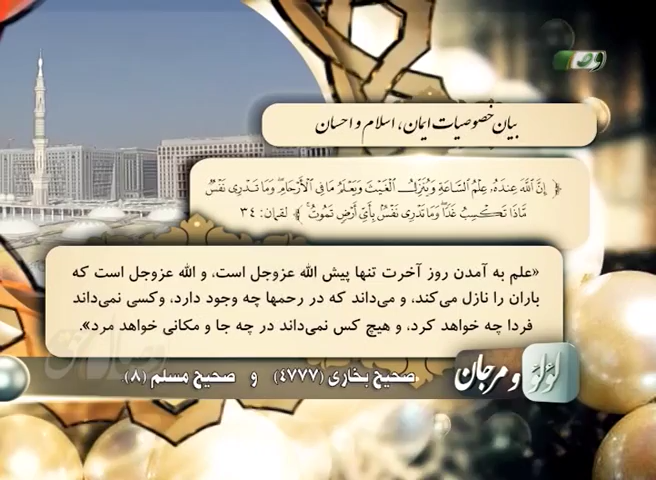 بیان خصوصیات ایمان، اسلام و احسان
﴿ إِنَّ ٱللَّهَ عِندَهُۥ عِلۡمُ ٱلسَّاعَةِ وَيُنَزِّلُ ٱلۡغَيۡثَ وَيَعۡلَمُ مَا فِي ٱلۡأَرۡحَامِۖ وَمَا تَدۡرِي نَفۡسٞ
مَّاذَا تَكۡسِبُ غَدٗاۖ وَمَا تَدۡرِي نَفۡسُۢ بِأَيِّ أَرۡضٖ تَمُوتُۚ ﴾ لقمان: ٣٤
«علم به آمدن روز آخرت تنها پیش الله عزوجل است، و الله عزوجل است که
باران را نازل می‌کند، و می‌داند که در رحمها چه وجود دارد، وکسی نمی‌داند
فردا چه خواهد کرد، و هیچ کس نمی‌داند در چه جا و مکانی خواهد مرد».
لؤلؤ و مرجان
صحیح بخاری (۴۷۷۷) و صحیح مسلم (۸).